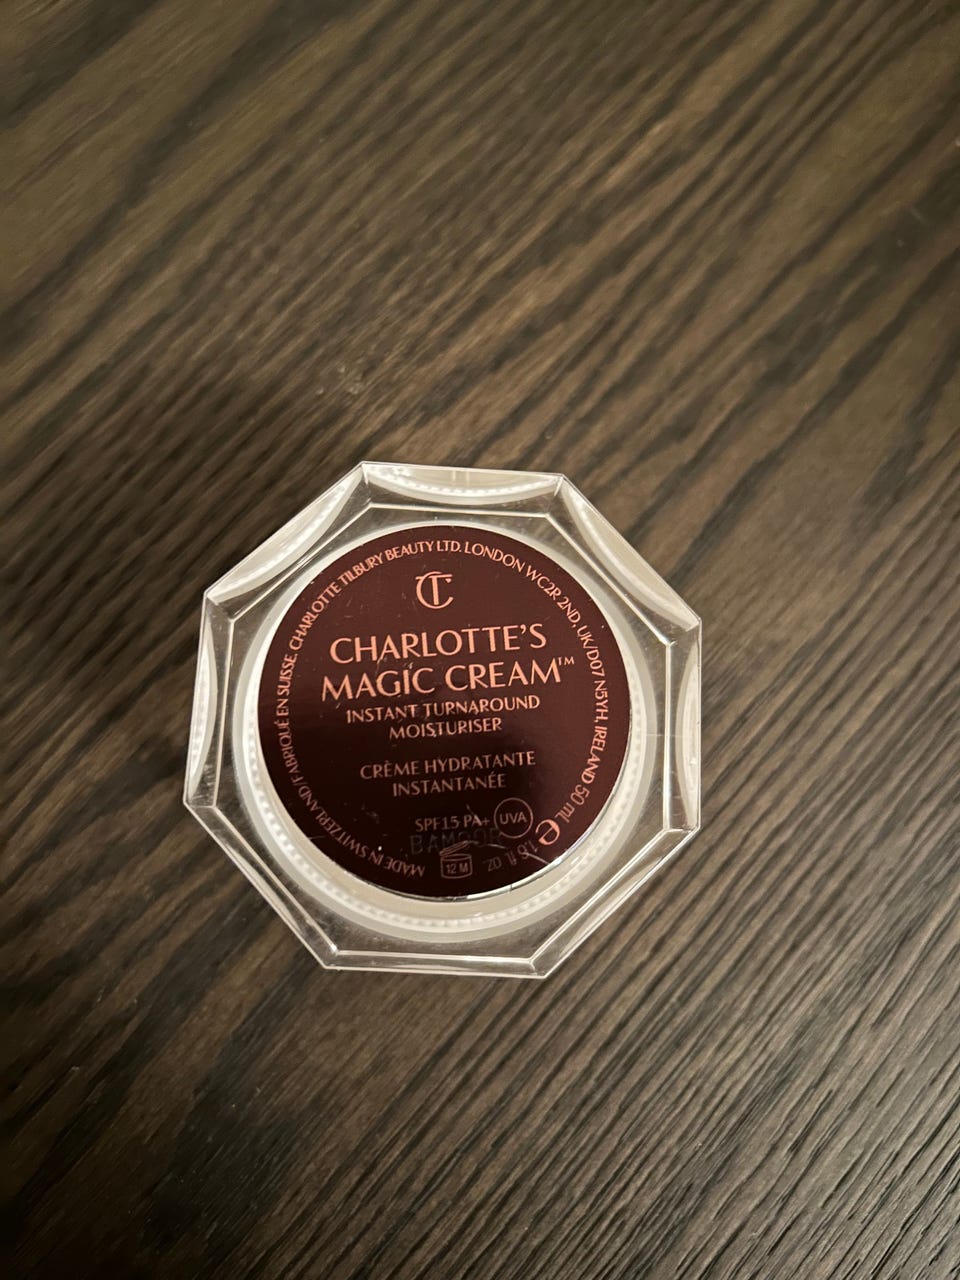 CT
CHARLOTTE'S
MAGIC CREAM™
INSTANT TURNAROUND
MOISTURISER
CRÈME HYDRATANTE
INSTANTANÉE
SPF15 PA+ UVA
12 M
MADE IN SWITZERLAND/FABRIQUÉ EN SUISSE. CHARLOTTE TILBURY BEAUTY LTD. LONDON WC2R 2ND, UK/D07 N5YH, IRELAND 50 ml e 1.6 fl. oz